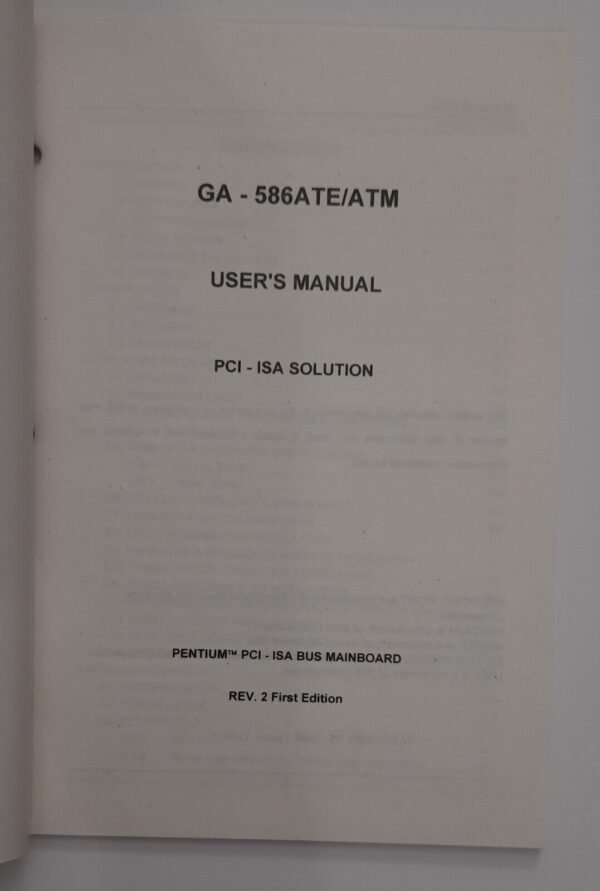 GA - 586ATE/ATM
USER'S MANUAL
PCI - ISA SOLUTION
PENTIUM™ PCI - ISA BUS MAINBOARD
REV. 2 First Edition